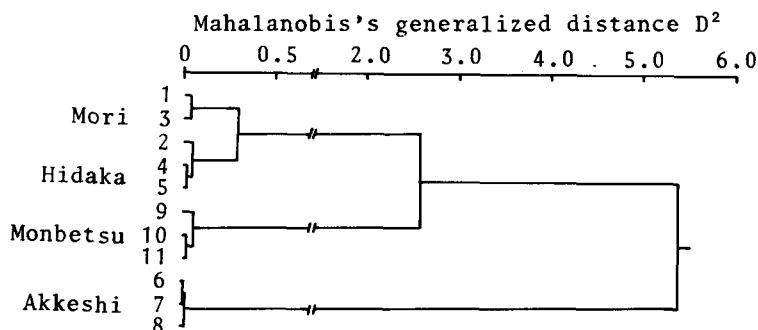 Mahalanobis's generalized distance D²
0 0.5 2.0 3.0 4.0 5.0 6.0
1
Mori 3
2
4
Hidaka 5
9
Monbetsu 10
11
6
Akkeshi 7
8